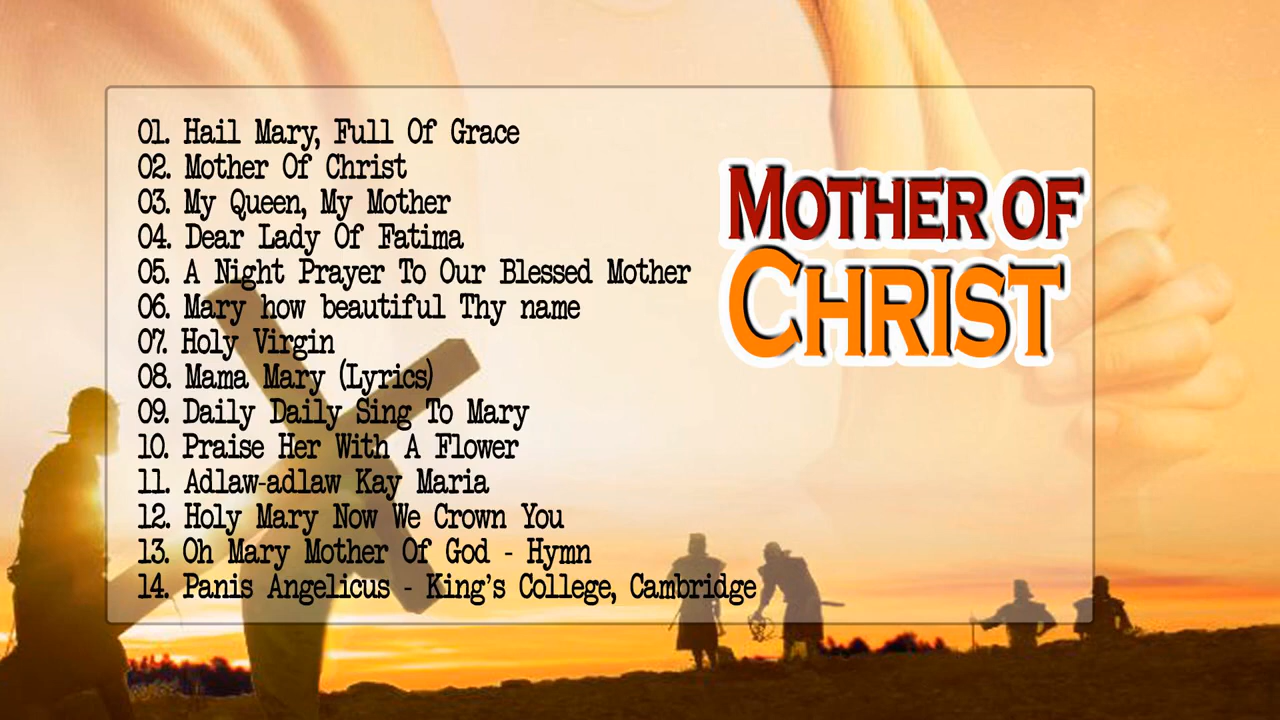 01. Hail Mary, Full Of Grace
02. Mother Of Christ
03. My Queen, My Mother
04. Dear Lady Of Fatima
05. A Night Prayer To Our Blessed Mother
06. Mary how beautiful Thy name
07. Holy Virgin
08. Mama Mary (Lyrics)
09. Daily Daily Sing To Mary
10. Praise Her With A Flower
11. Adlaw-adlaw Kay Maria
12. Holy Mary Now We Crown You
13. Oh Mary Mother Of God - Hymn
14. Panis Angelicus - King's College, Cambridge
MOTHER OF
CHRIST